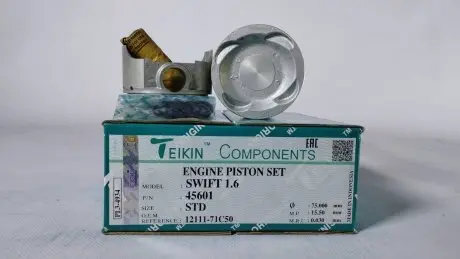 TEIKIN™ COMPONENTS
EAC
ENGINE PISTON SET
MODEL: SWIFT 1.6
P/N: 45601
SIZE STD
O.E.M. REFERENCE : 12111-71C50
Ø : 75.000 mm
M.P. : 15.50 mm
M.B.C : 0.030 mm